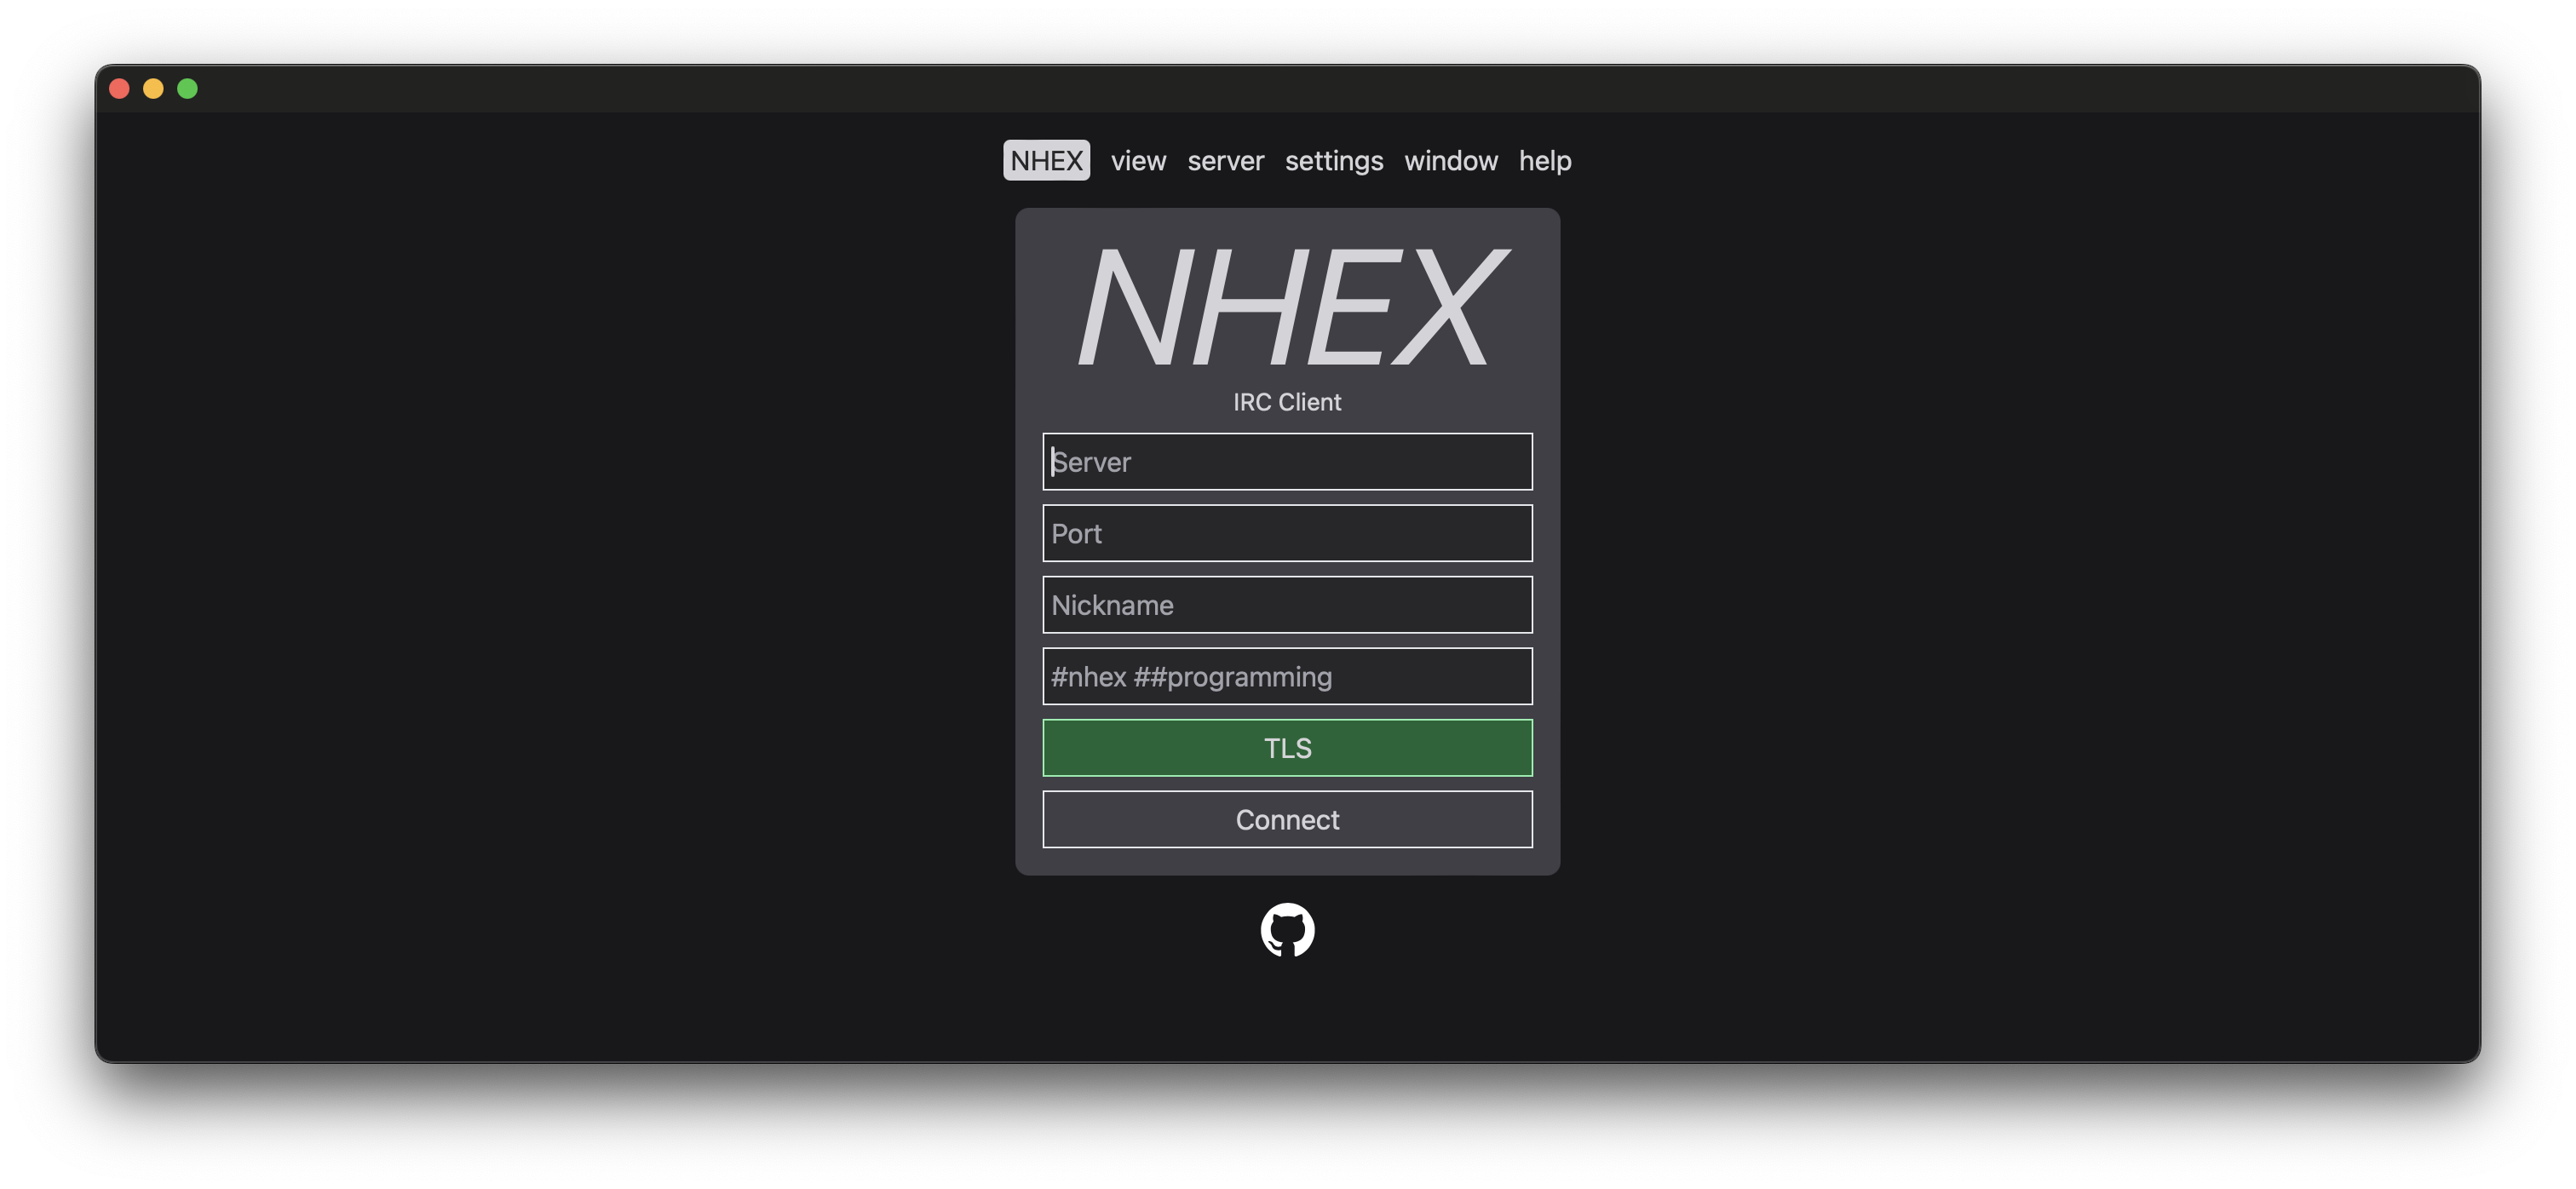 NHEX view server settings window help
NHEX
IRC Client
Server
Port
Nickname
#nhex ##programming
TLS
Connect